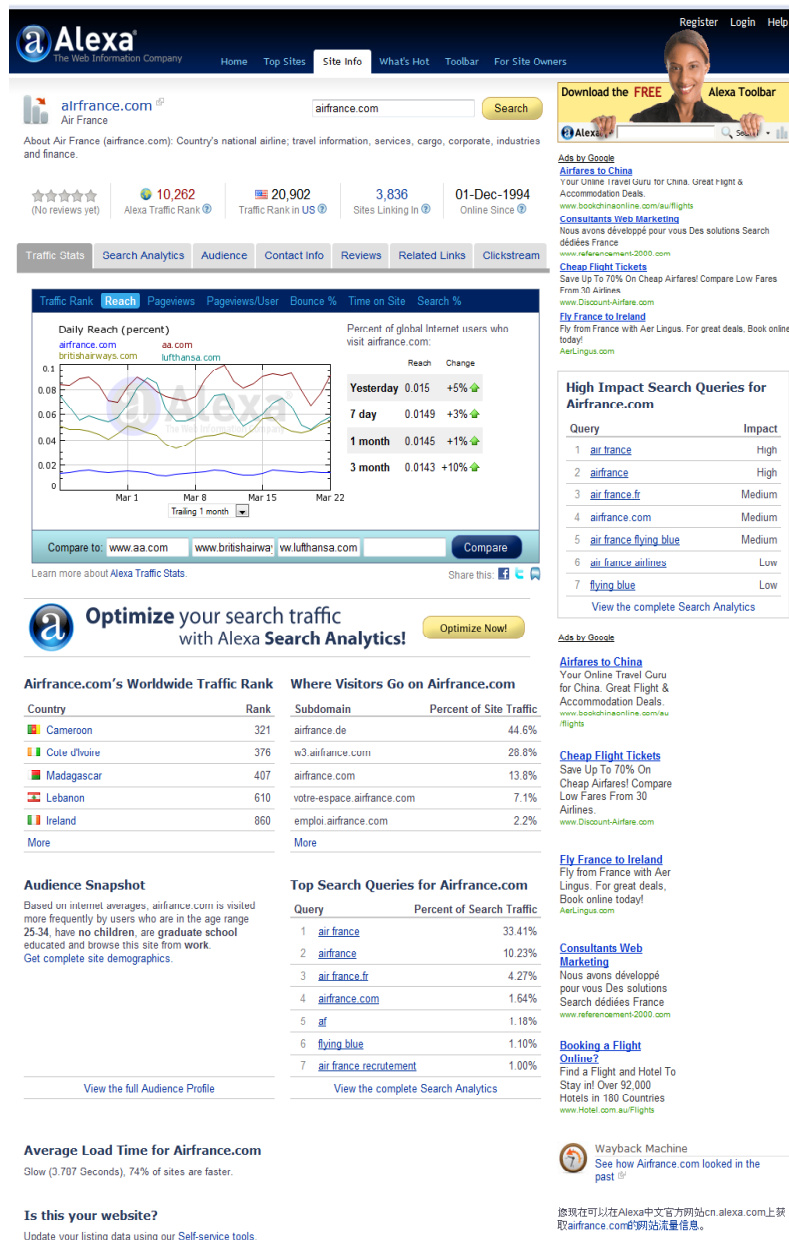 Register Login Help
Alexa
The Web Information Company
Home Top Sites Site Info What's Hot Toolbar For Site Owners
airfrance.com
Air France
airfrance.com Search
About Air France (airfrance.com): Country's national airline; travel information, services, cargo, corporate, industries
and finance.
10,262 20,902 3,836 01-Dec-1994
(No reviews yet) Alexa Traffic Rank Traffic Rank in US Sites Linking In Online Since
Traffic Stats Search Analytics Audience Contact Info Reviews Related Links Clickstream
Traffic Rank Reach Pageviews Pageviews/User Bounce % Time on Site Search %
Daily Reach (percent)
airfrance.com aa.com
britishairways.com lufthansa.com
0.1
0.08
0.06
0.04
0.02
0
Alexa
The Web Information Company
Mar 1 Mar 8 Mar 15 Mar 22
Trailing 1 month
Percent of global Internet users who
visit airfrance.com:
Reach Change
Yesterday 0.015 +5%
7 day 0.0149 +3%
1 month 0.0145 +1%
3 month 0.0143 +10%
Compare to: www.aa.com www.britishairwa ww.lufthansa.com Compare
Learn more about Alexa Traffic Stats. Share this:
Optimize your search traffic
with Alexa Search Analytics! Optimize Now!
Airfrance.com's Worldwide Traffic Rank
Country Rank
Cameroon 321
Cote d'Ivoire 376
Madagascar 407
Lebanon 610
Ireland 860
More
Where Visitors Go on Airfrance.com
Subdomain Percent of Site Traffic
airfrance.de 44.6%
w3.airfrance.com 28.8%
airfrance.com 13.8%
votre-espace.airfrance.com 7.1%
emploi.airfrance.com 2.2%
More
Audience Snapshot
Based on internet averages, airfrance.com is visited
more frequently by users who are in the age range
25-34, have no children, are graduate school
educated and browse this site from work.
Get complete site demographics.
View the full Audience Profile
Top Search Queries for Airfrance.com
Query Percent of Search Traffic
1 air france 33.41%
2 airfrance 10.23%
3 air france.fr 4.27%
4 airfrance.com 1.64%
5 af 1.18%
6 flying blue 1.10%
7 air france recrutement 1.00%
View the complete Search Analytics
Average Load Time for Airfrance.com
Slow (3.787 Seconds), 74% of sites are faster.
Is this your website?
Update your listing data using our Self-service tools.
Download the FREE Alexa Toolbar
Alexa
Ads by Google
Airfares to China
Your Online Travel Guru for China. Great Flight &
Accommodation Deals.
www.bookchinaonline.com/au/flights
Consultants Web Marketing
Nous avons développé pour vous Des solutions Search
dédiées France
www.referencement-2000.com
Cheap Flight Tickets
Save Up To 70% On Cheap Airfares! Compare Low Fares
From 30 Airlines.
www.Discount-Airfare.com
Fly France to Ireland
Fly from France with Aer Lingus. For great deals, Book online
today!
AerLingus.com
High Impact Search Queries for
Airfrance.com
Query Impact
1 air france High
2 airfrance High
3 air france.fr Medium
4 airfrance.com Medium
5 air france flying blue Medium
6 air france airlines Low
7 flying blue Low
View the complete Search Analytics
Ads by Google
Airfares to China
Your Online Travel Guru
for China. Great Flight &
Accommodation Deals.
www.bookchinaonline.com/au
/flights
Cheap Flight Tickets
Save Up To 70% On
Cheap Airfares! Compare
Low Fares From 30
Airlines.
www.Discount-Airfare.com
Fly France to Ireland
Fly from France with Aer
Lingus. For great deals,
Book online today!
AerLingus.com
Consultants Web
Marketing
Nous avons développé
pour vous Des solutions
Search dédiées France
www.referencement-2000.com
Booking a Flight
Online?
Find a Flight and Hotel To
Stay in! Over 92,000
Hotels in 180 Countries
www.Hotel.com.au/Flights
Wayback Machine
See how Airfrance.com looked in the
past
您现在可以在Alexa中文官方网站cn.alexa.com上获
取airfrance.com的网站流量信息。